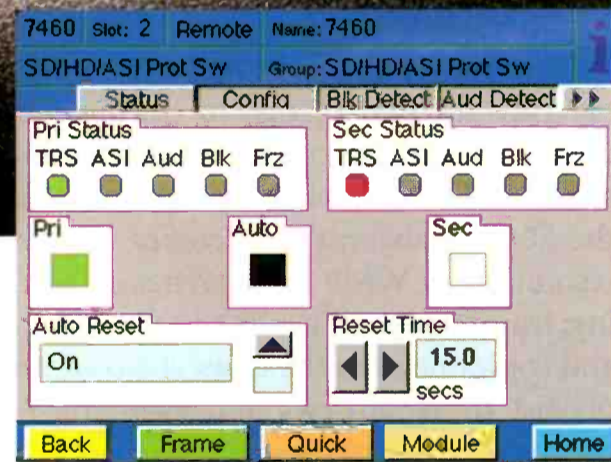 7460 Slot: 2 Remote Name: 7460
SD/HD/ASI Prot Sw Group: SD/HD/ASI Prot Sw
Status Config Blk Detect Aud Detect
Pri Status Sec Status
TRS ASI Aud Blk Frz TRS ASI Aud Blk Frz
Pri Auto Sec
Auto Reset Reset Time
On 15.0
secs
Back Frame Quick Module Home